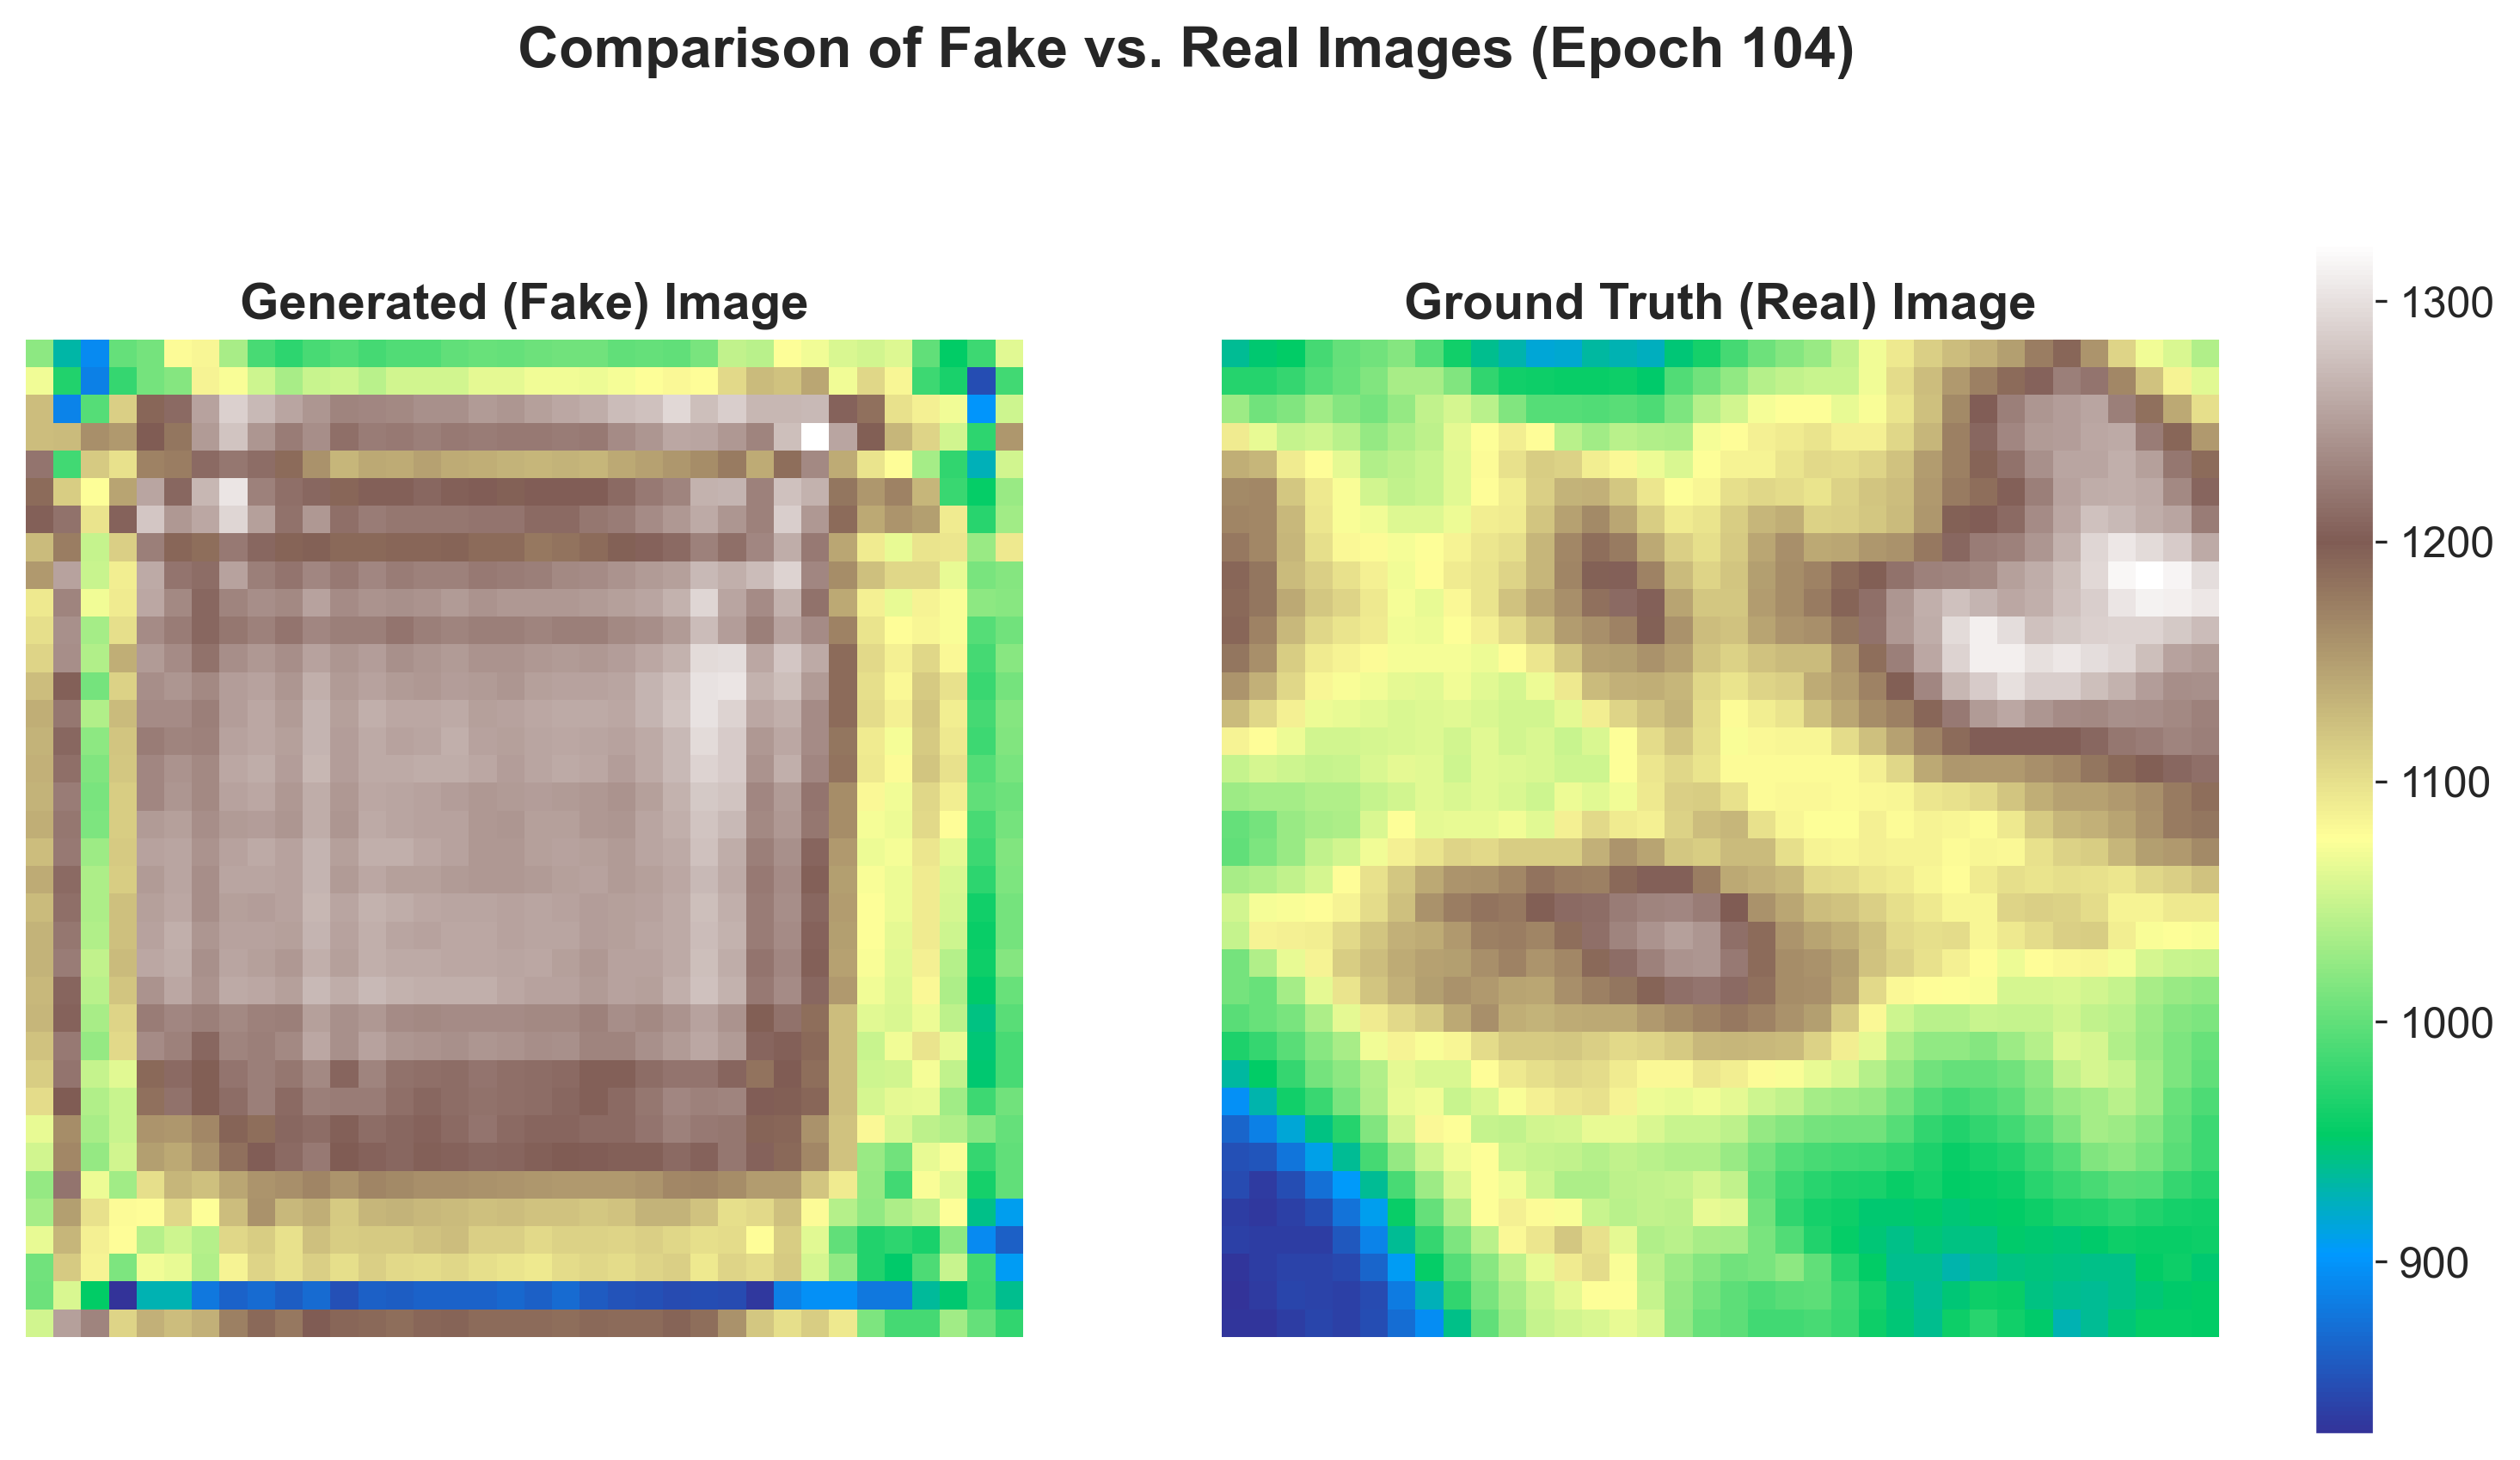 Comparison of Fake vs. Real Images (Epoch 104)
Generated (Fake) Image
Ground Truth (Real) Image
1300
1200
1100
1000
900